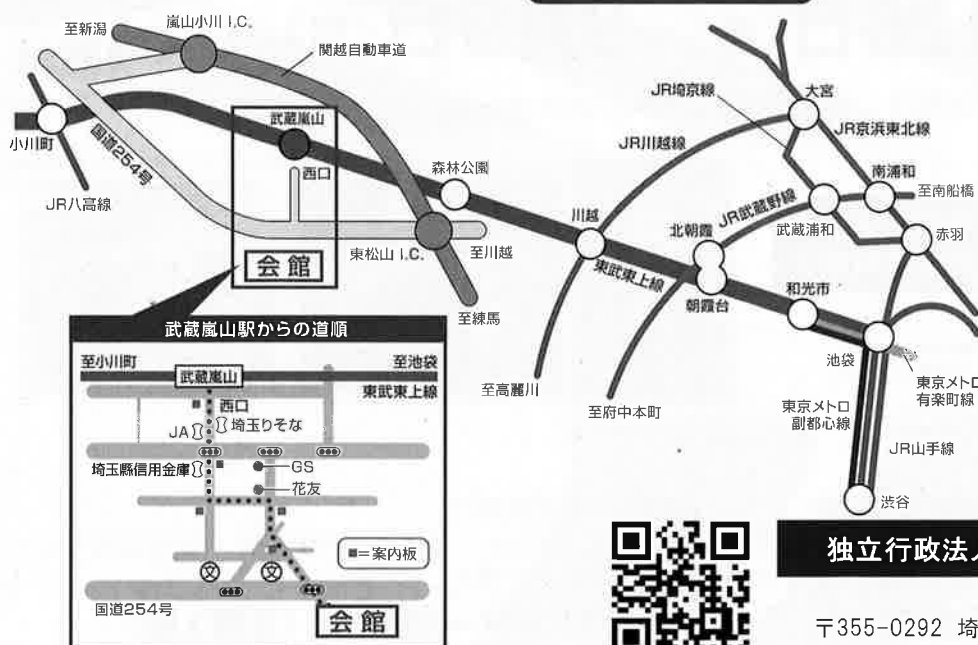 至新潟
嵐山小川 I.C.
関越自動車道
武蔵嵐山
小川町
国道254号
西口
JR八高線
森林公園
東松山 I.C.
至川越
会館
至練馬
JR埼京線
大宮
JR川越線
JR京浜東北線
南浦和
至南船橋
JR武蔵野線
武蔵浦和
赤羽
川越
北朝霞
東武東上線
朝霞台
和光市
池袋
至高麗川
至府中本町
東京メトロ
有楽町線
東京メトロ
副都心線
JR山手線
渋谷
武蔵嵐山駅からの道順
至小川町
至池袋
武蔵嵐山
東武東上線
西口
JA
埼玉りそな
埼玉縣信用金庫
GS
花友
文
文
■=案内板
国道254号
会館
独立行政法人
〒355-0292 埼